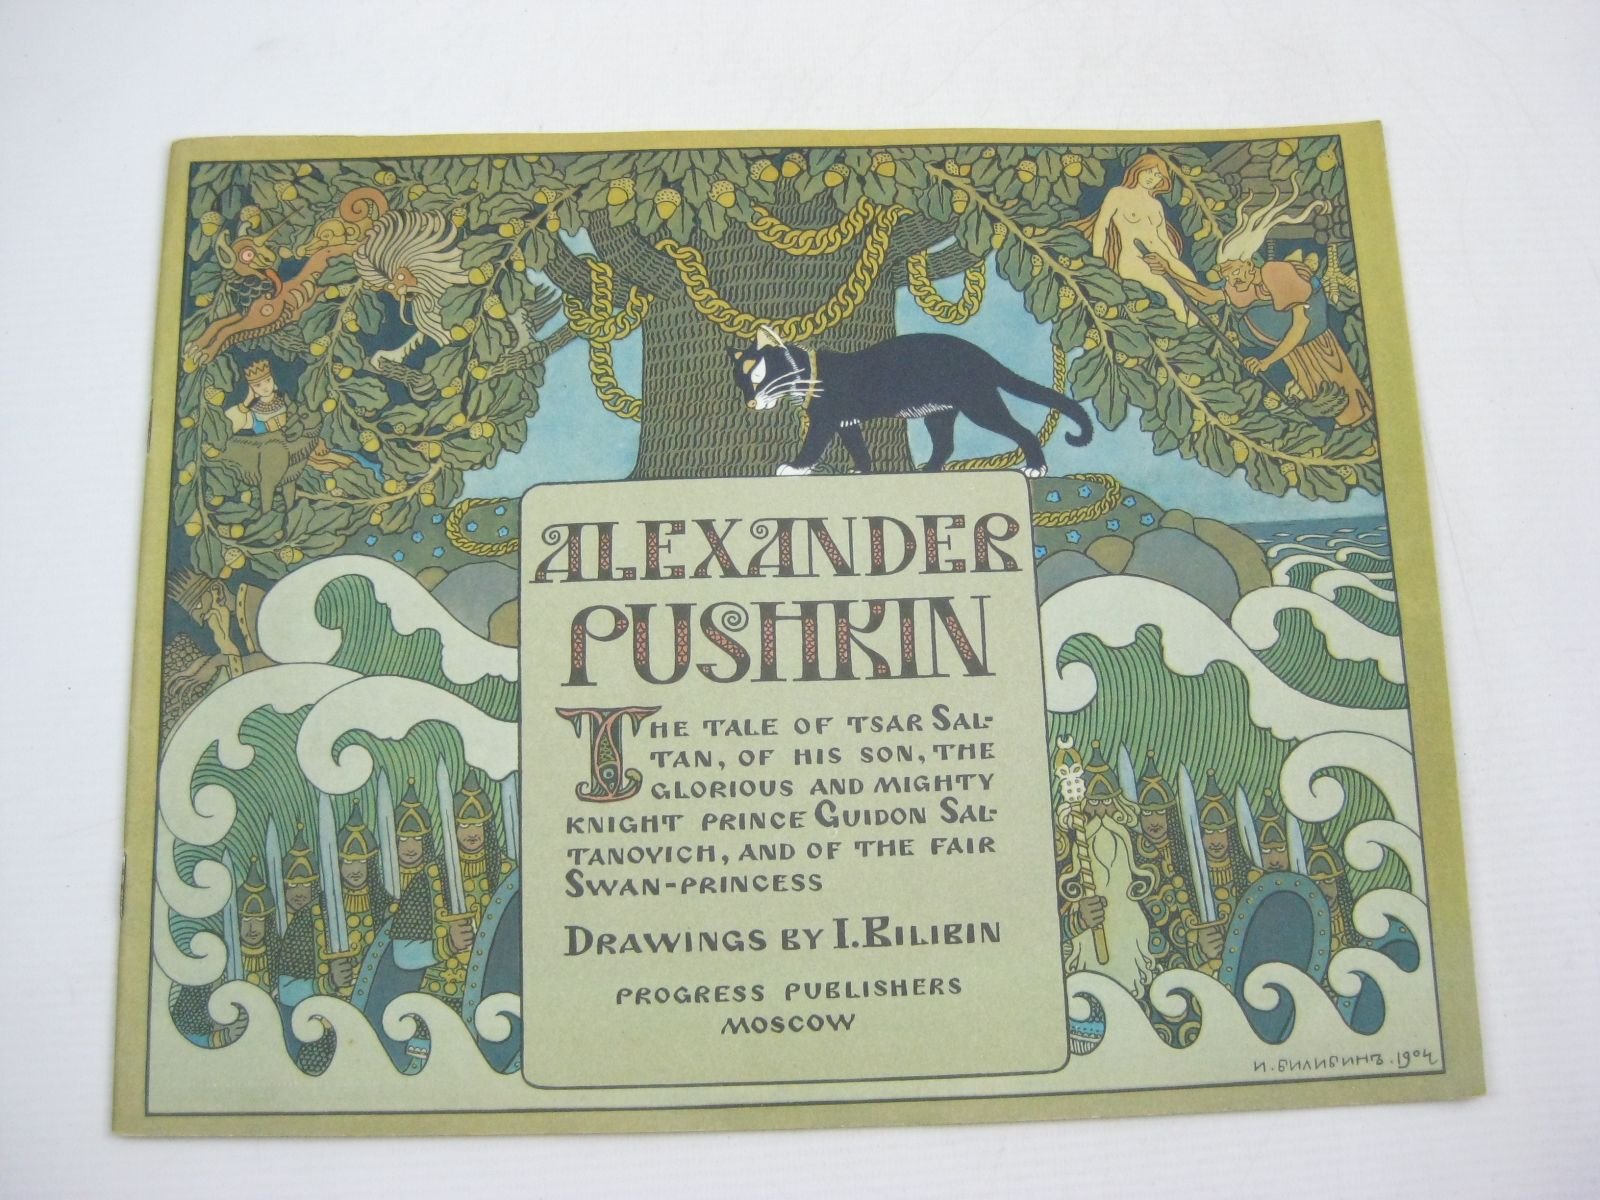 ALEXANDER
PUSHKIN
THE TALE OF TSAR SAL-
TAN, OF HIS SON, THE
GLORIOUS AND MIGHTY
KNIGHT PRINCE GUIDON SAL-
TANOVICH, AND OF THE FAIR
SWAN-PRINCESS
DRAWINGS BY I. BILIBIN
PROGRESS PUBLISHERS
MOSCOW
И·БИЛИБИНЪ·1904